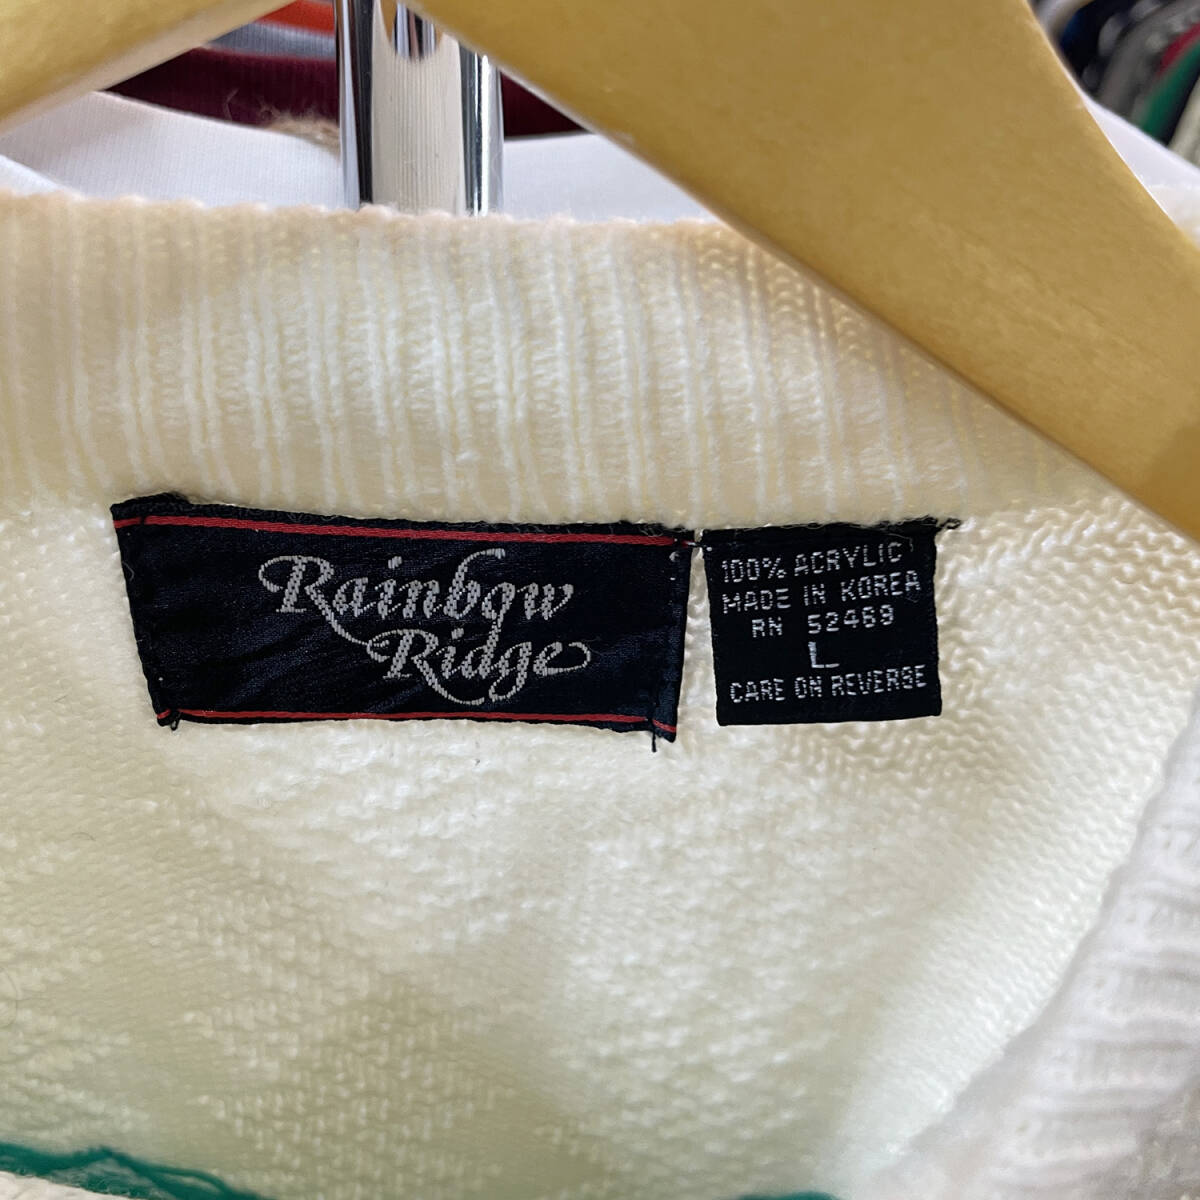 Rainbow
Ridge
100% ACRYLIC
MADE IN KOREA
RN 52469
L
CARE ON REVERSE